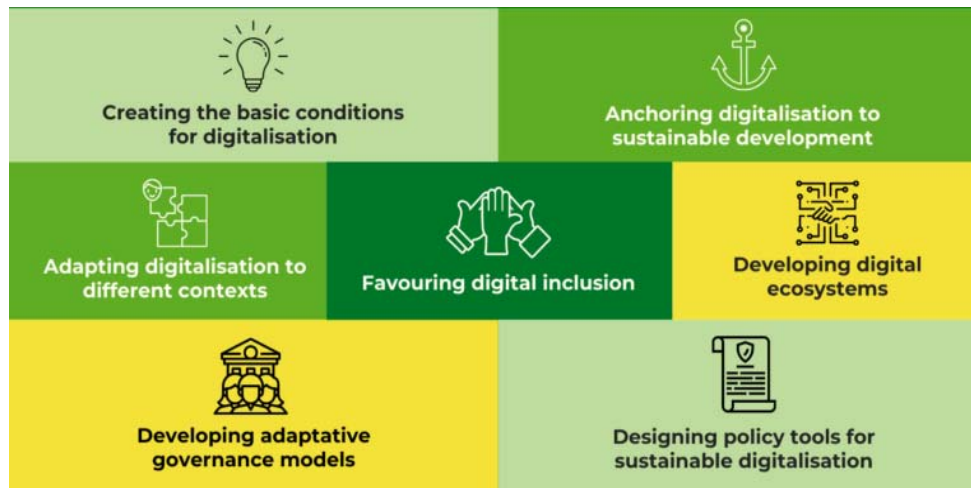 Creating the basic conditions
for digitalisation
Anchoring digitalisation to
sustainable development
Adapting digitalisation to
different contexts
Favouring digital inclusion
Developing digital
ecosystems
Developing adaptative
governance models
Designing policy tools for
sustainable digitalisation